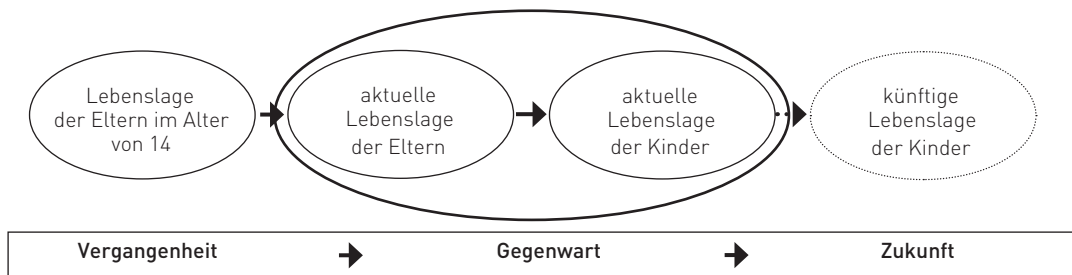 Lebenslage
der Eltern im Alter
von 14
aktuelle
Lebenslage
der Eltern
aktuelle
Lebenslage
der Kinder
künftige
Lebenslage
der Kinder
Vergangenheit
Gegenwart
Zukunft